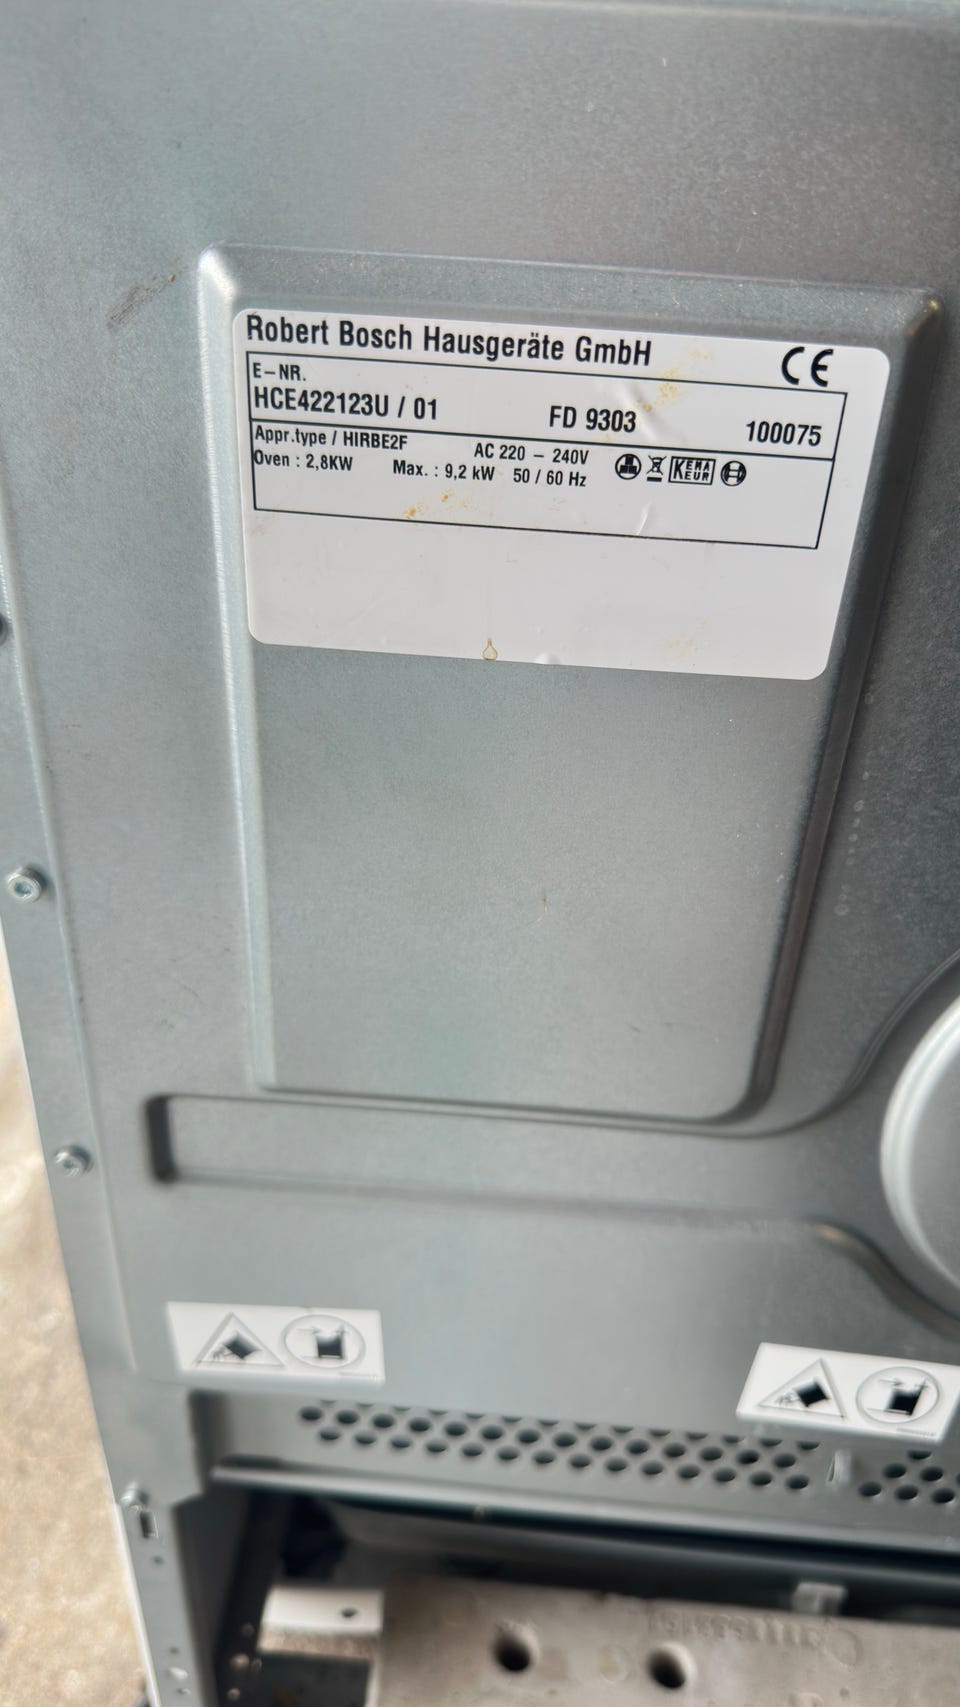 Robert Bosch Hausgeräte GmbH CE
E-NR.
HCE422123U / 01 FD 9303 100075
Appr.type / HIRBE2F AC 220 - 240V
Oven : 2,8KW Max. : 9,2 kW 50 / 60 Hz
KEMA
EUR